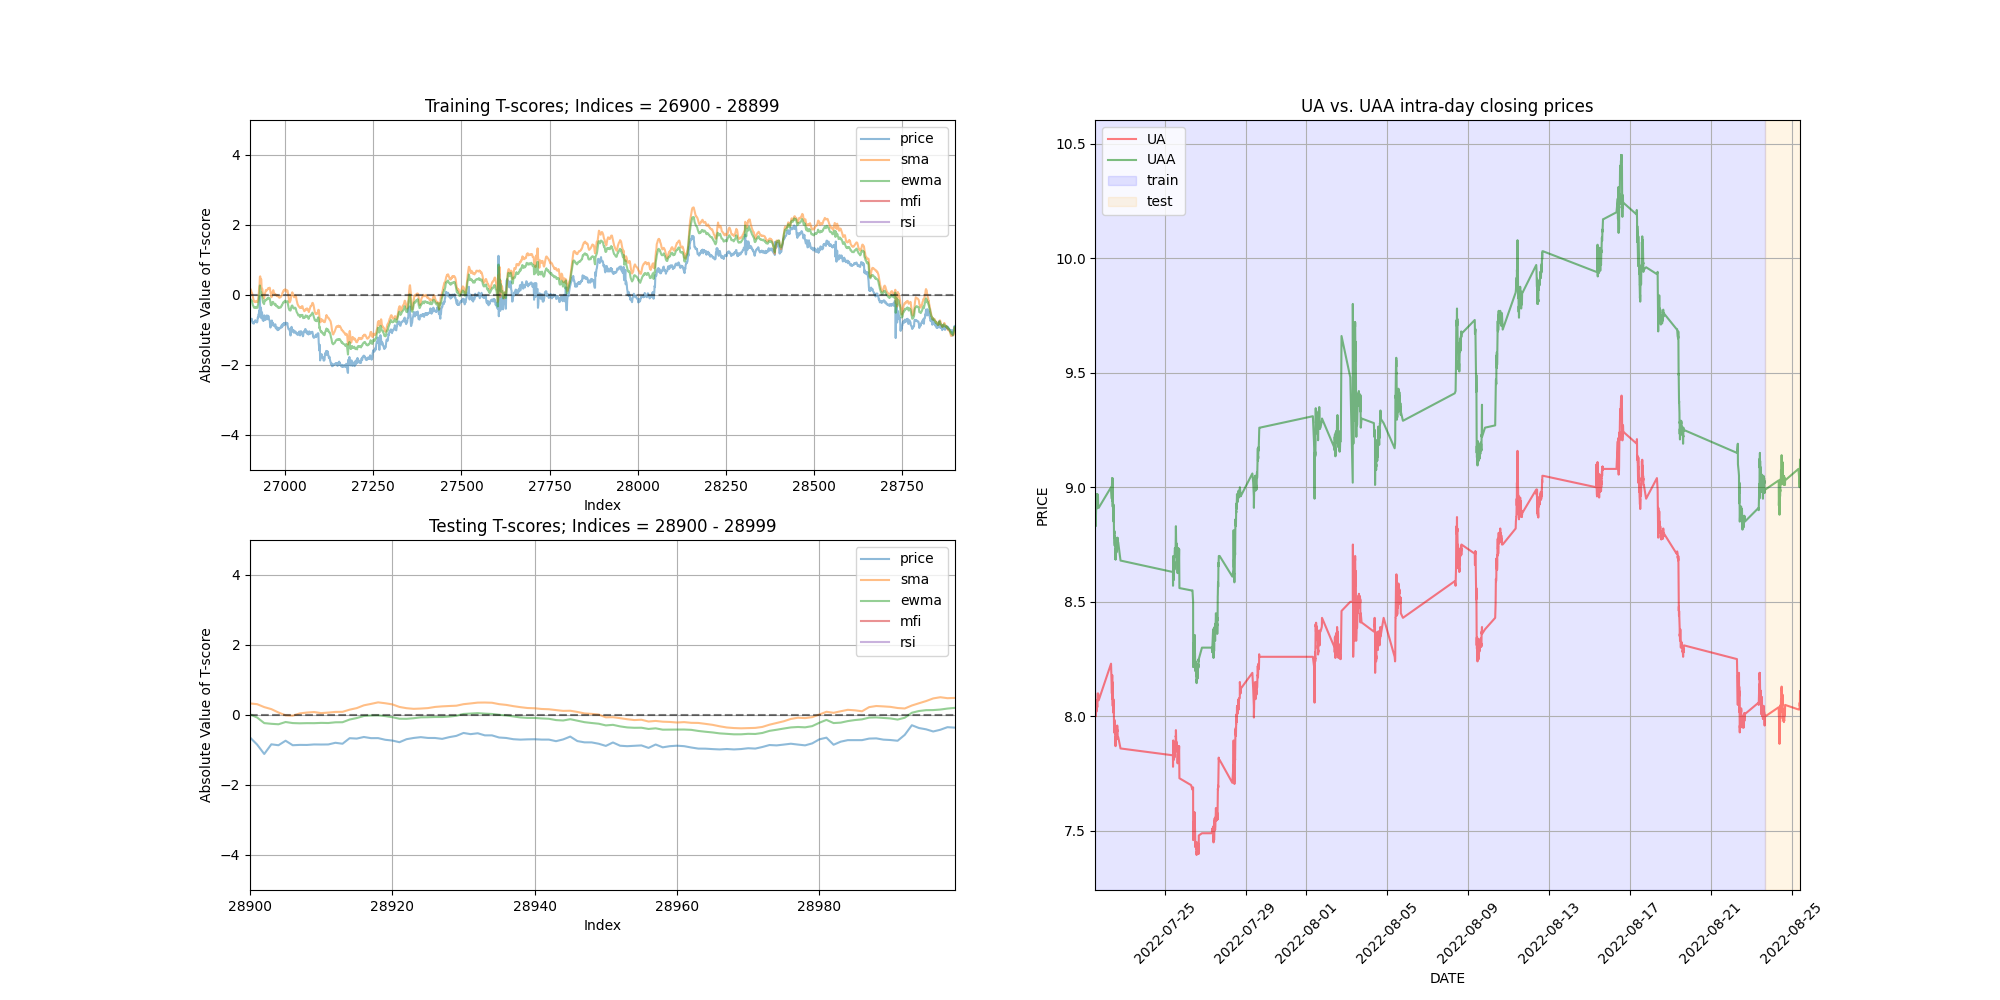 Training T-scores; Indices = 26900 - 28899
Absolute Value of T-score
4
2
0
−2
−4
price
sma
ewma
mfi
rsi
27000 27250 27500 27750 28000 28250 28500 28750
Index
Testing T-scores; Indices = 28900 - 28999
Absolute Value of T-score
4
2
0
−2
−4
price
sma
ewma
mfi
rsi
28900 28920 28940 28960 28980
Index
UA vs. UAA intra-day closing prices
PRICE
10.5
10.0
9.5
9.0
8.5
8.0
7.5
UA
UAA
train
test
2022-07-25 2022-07-29 2022-08-01 2022-08-05 2022-08-09 2022-08-13 2022-08-17 2022-08-21 2022-08-25
DATE